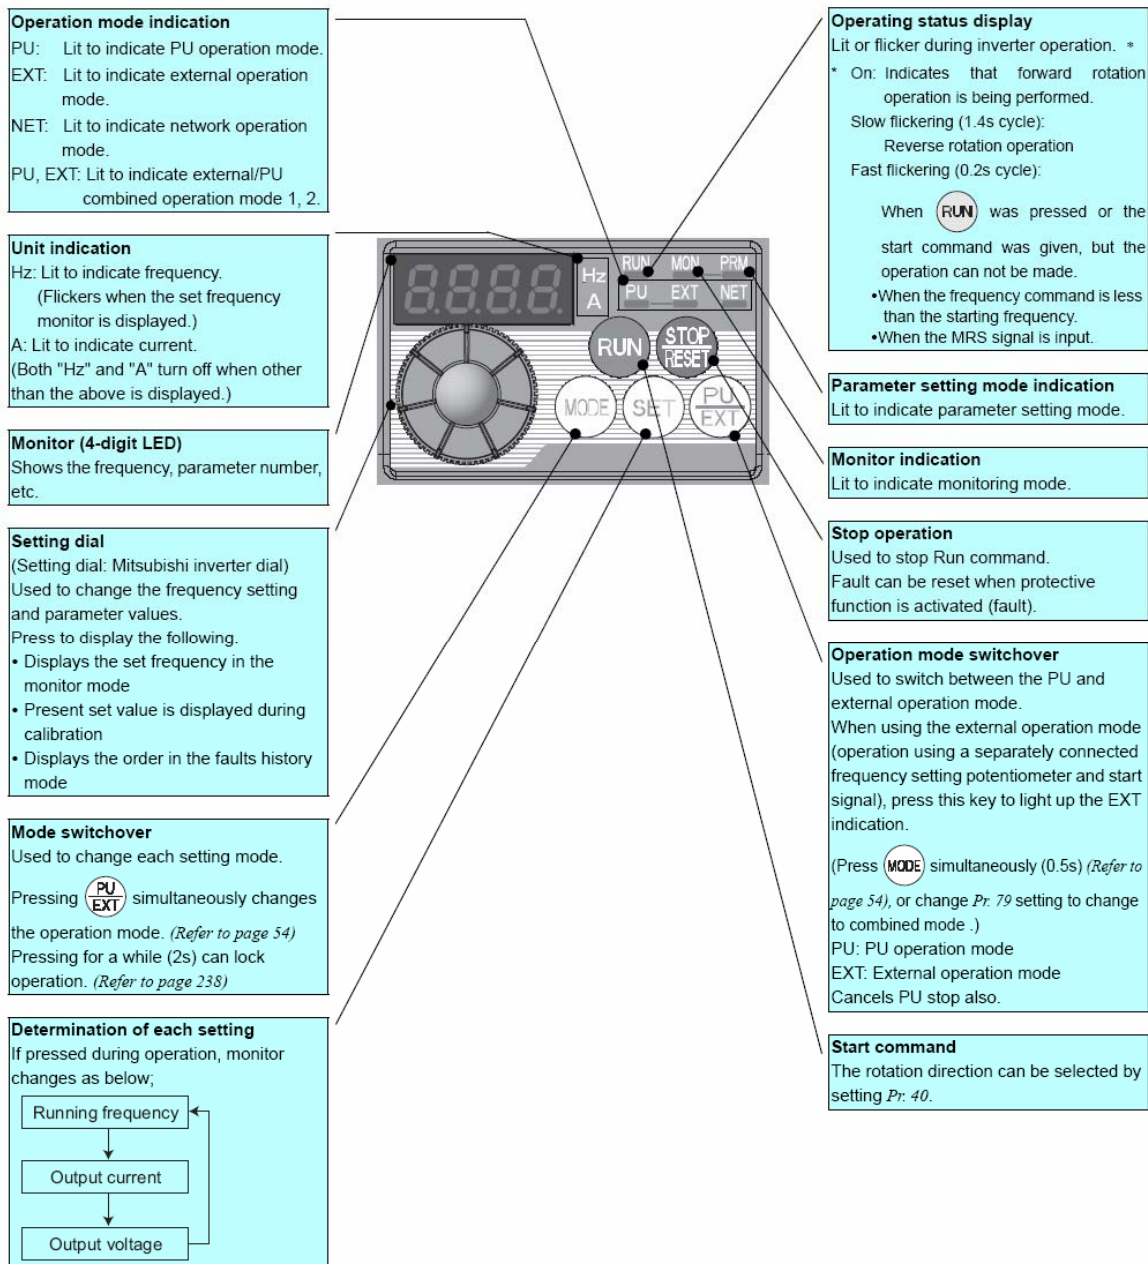 Operation mode indication
PU: Lit to indicate PU operation mode.
EXT: Lit to indicate external operation
mode.
NET: Lit to indicate network operation
mode.
PU, EXT: Lit to indicate external/PU
combined operation mode 1, 2.
Unit indication
Hz: Lit to indicate frequency.
(Flickers when the set frequency
monitor is displayed.)
A: Lit to indicate current.
(Both "Hz" and "A" turn off when other
than the above is displayed.)
Monitor (4-digit LED)
Shows the frequency, parameter number,
etc.
Setting dial
(Setting dial: Mitsubishi inverter dial)
Used to change the frequency setting
and parameter values.
Press to display the following.
• Displays the set frequency in the
monitor mode
• Present set value is displayed during
calibration
• Displays the order in the faults history
mode
Mode switchover
Used to change each setting mode.
Pressing PU/EXT simultaneously changes
the operation mode. (Refer to page 54)
Pressing for a while (2s) can lock
operation. (Refer to page 238)
Determination of each setting
If pressed during operation, monitor
changes as below;
Running frequency
Output current
Output voltage
8.8.8.8.
Hz
A
RUN MON PRM
PU EXT NET
RUN
STOP
RESET
MODE
SET
PU
EXT
Operating status display
Lit or flicker during inverter operation. *
* On: Indicates that forward rotation
operation is being performed.
Slow flickering (1.4s cycle):
Reverse rotation operation
Fast flickering (0.2s cycle):
When RUN was pressed or the
start command was given, but the
operation can not be made.
•When the frequency command is less
than the starting frequency.
•When the MRS signal is input.
Parameter setting mode indication
Lit to indicate parameter setting mode.
Monitor indication
Lit to indicate monitoring mode.
Stop operation
Used to stop Run command.
Fault can be reset when protective
function is activated (fault).
Operation mode switchover
Used to switch between the PU and
external operation mode.
When using the external operation mode
(operation using a separately connected
frequency setting potentiometer and start
signal), press this key to light up the EXT
indication.
(Press MODE simultaneously (0.5s) (Refer to
page 54), or change Pr. 79 setting to change
to combined mode .)
PU: PU operation mode
EXT: External operation mode
Cancels PU stop also.
Start command
The rotation direction can be selected by
setting Pr. 40.